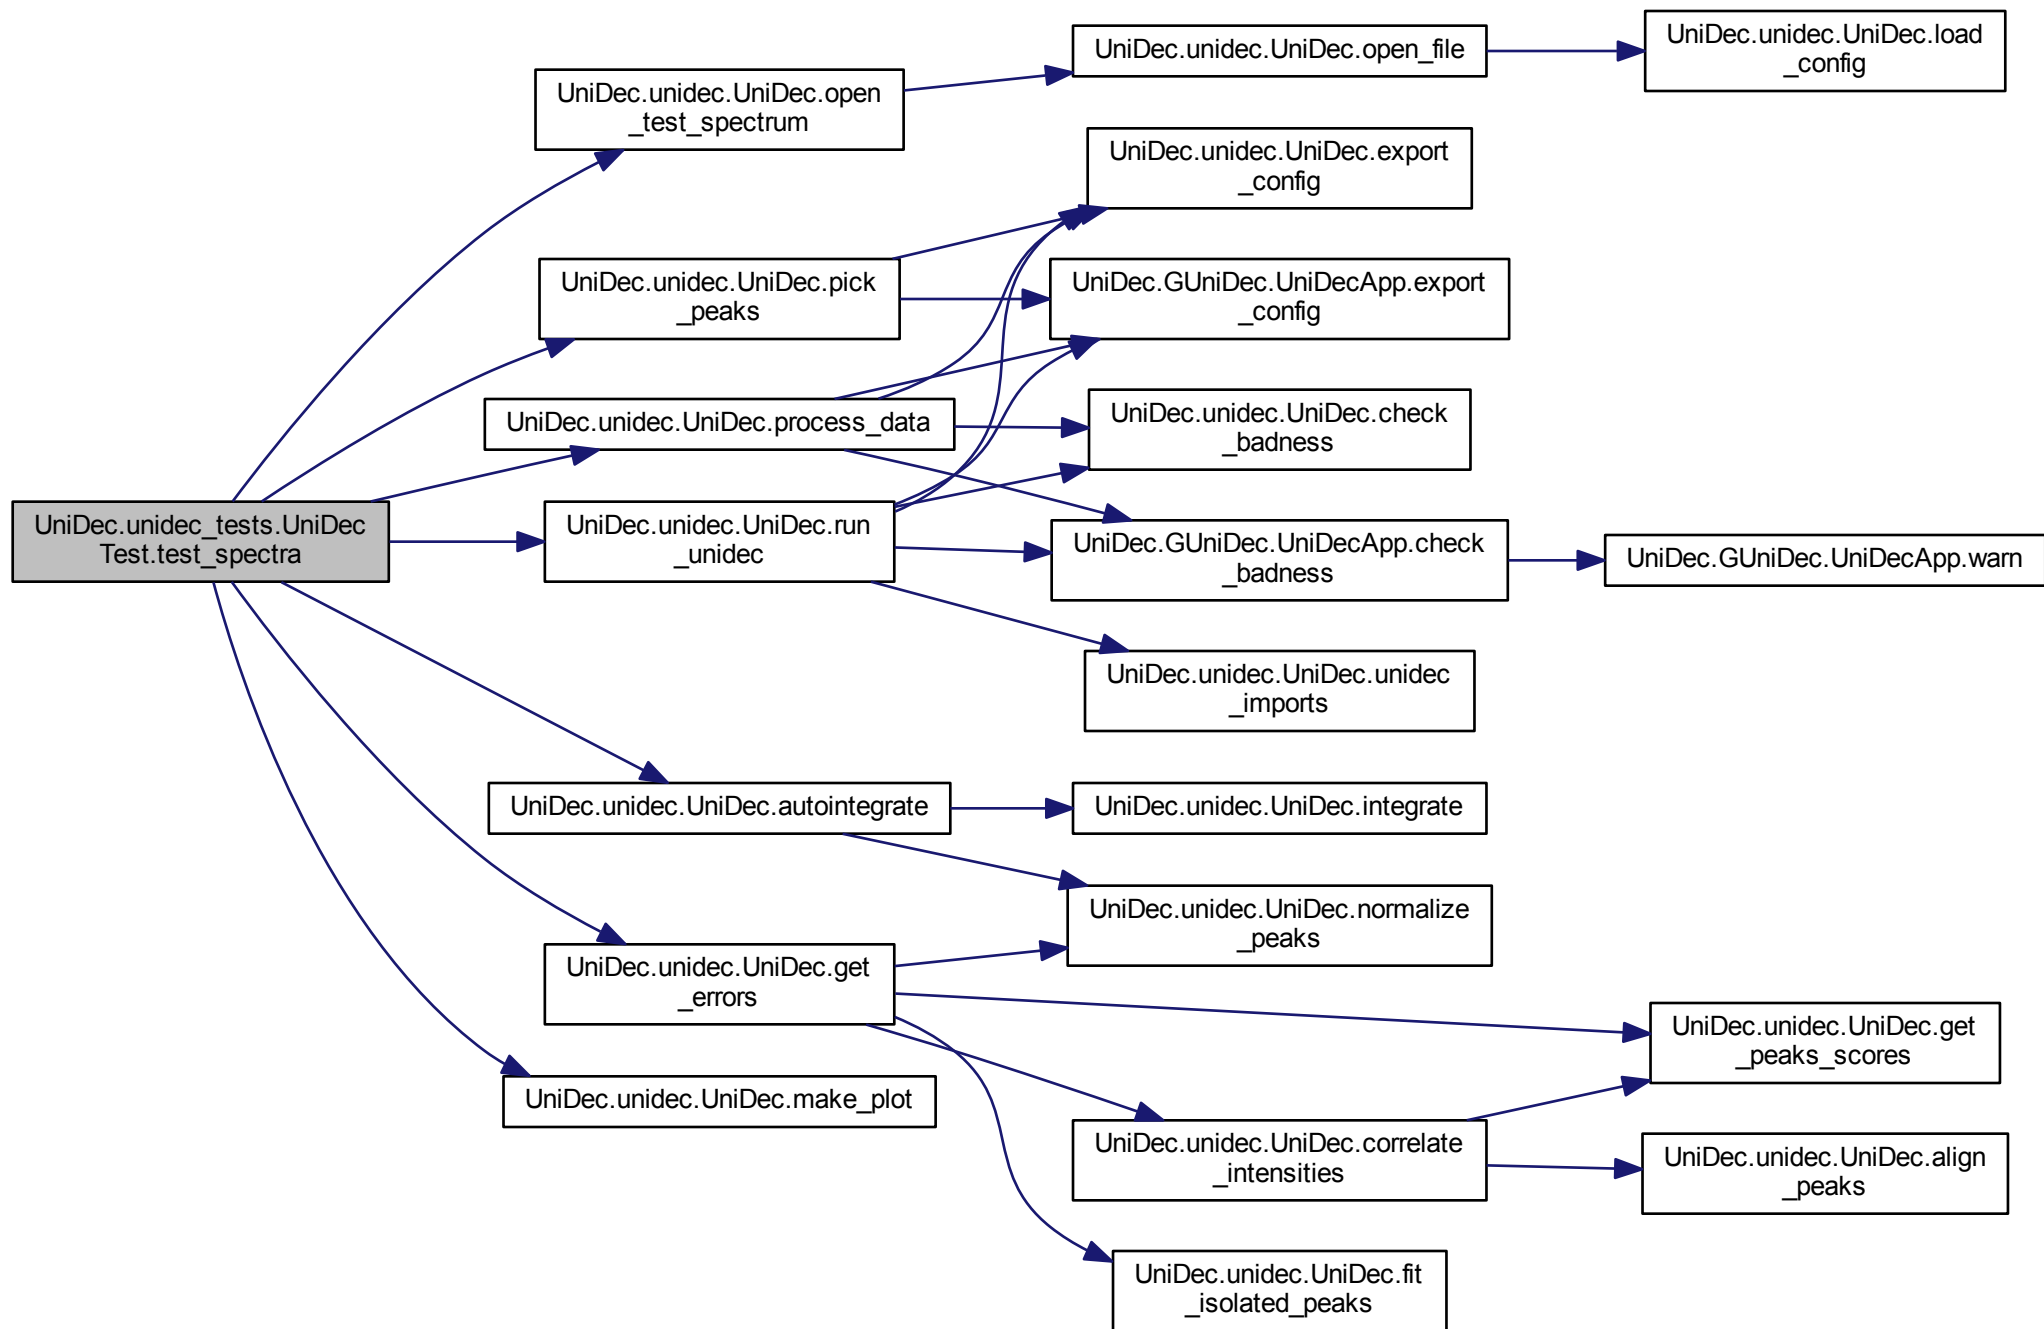 UniDec.unidec_tests.UniDec
Test.test_spectra
UniDec.unidec.UniDec.open
_test_spectrum
UniDec.unidec.UniDec.pick
_peaks
UniDec.unidec.UniDec.process_data
UniDec.unidec.UniDec.run
_unidec
UniDec.unidec.UniDec.autointegrate
UniDec.unidec.UniDec.get
_errors
UniDec.unidec.UniDec.make_plot
UniDec.unidec.UniDec.open_file
UniDec.unidec.UniDec.export
_config
UniDec.GUniDec.UniDecApp.export
_config
UniDec.unidec.UniDec.check
_badness
UniDec.GUniDec.UniDecApp.check
_badness
UniDec.unidec.UniDec.unidec
_imports
UniDec.unidec.UniDec.integrate
UniDec.unidec.UniDec.normalize
_peaks
UniDec.unidec.UniDec.correlate
_intensities
UniDec.unidec.UniDec.fit
_isolated_peaks
UniDec.unidec.UniDec.load
_config
UniDec.GUniDec.UniDecApp.warn
UniDec.unidec.UniDec.get
_peaks_scores
UniDec.unidec.UniDec.align
_peaks